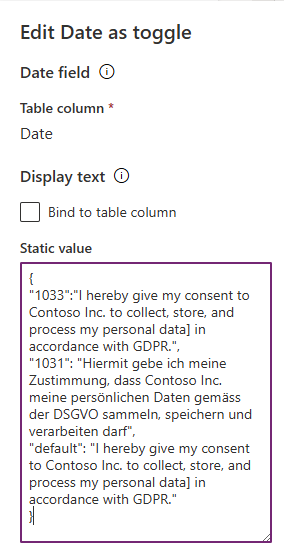 Edit Date as toggle
Date field
Table column *
Date
Display text
Bind to table column
Static value
{
"1033":"I hereby give my consent to
Contoso Inc. to collect, store, and
process my personal data] in
accordance with GDPR.",
"1031": "Hiermit gebe ich meine
Zustimmung, dass Contoso Inc.
meine persönlichen Daten gemäss
der DSGVO sammeln, speichern und
verarbeiten darf",
"default": "I hereby give my consent
to Contoso Inc. to collect, store, and
process my personal data] in
accordance with GDPR."
}